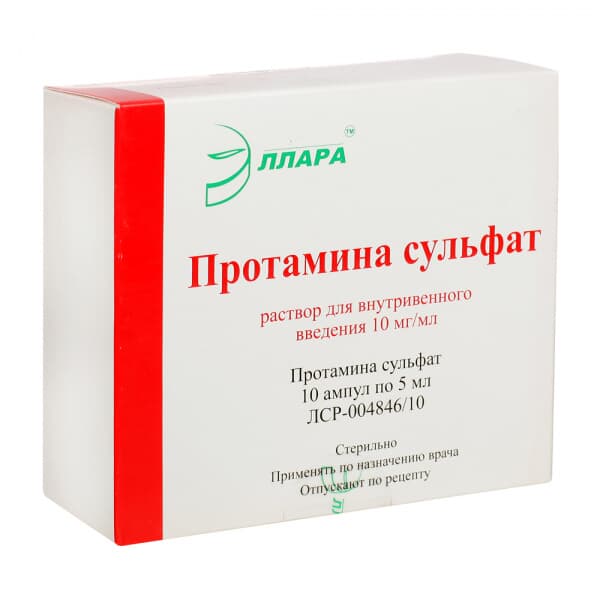 ЭЛЛАРА™
Протамина сульфат
раствор для внутривенного
введения 10 мг/мл
Протамина сульфат
10 ампул по 5 мл
ЛСР-004846/10
Стерильно
Применять по назначению врача
Отпускают по рецепту